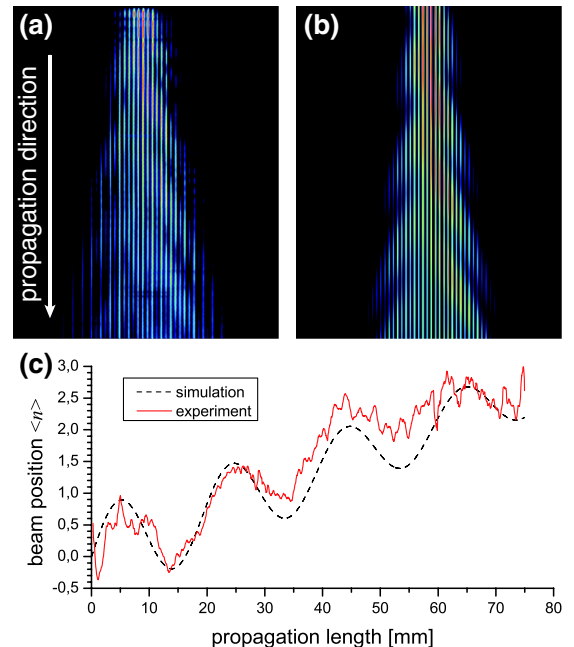 (a)
(b)
propagation direction
(c)
simulation
experiment
beam position <n>
3,0
2,5
2,0
1,5
1,0
0,5
0,0
-0,5
0 10 20 30 40 50 60 70 80
propagation length [mm]